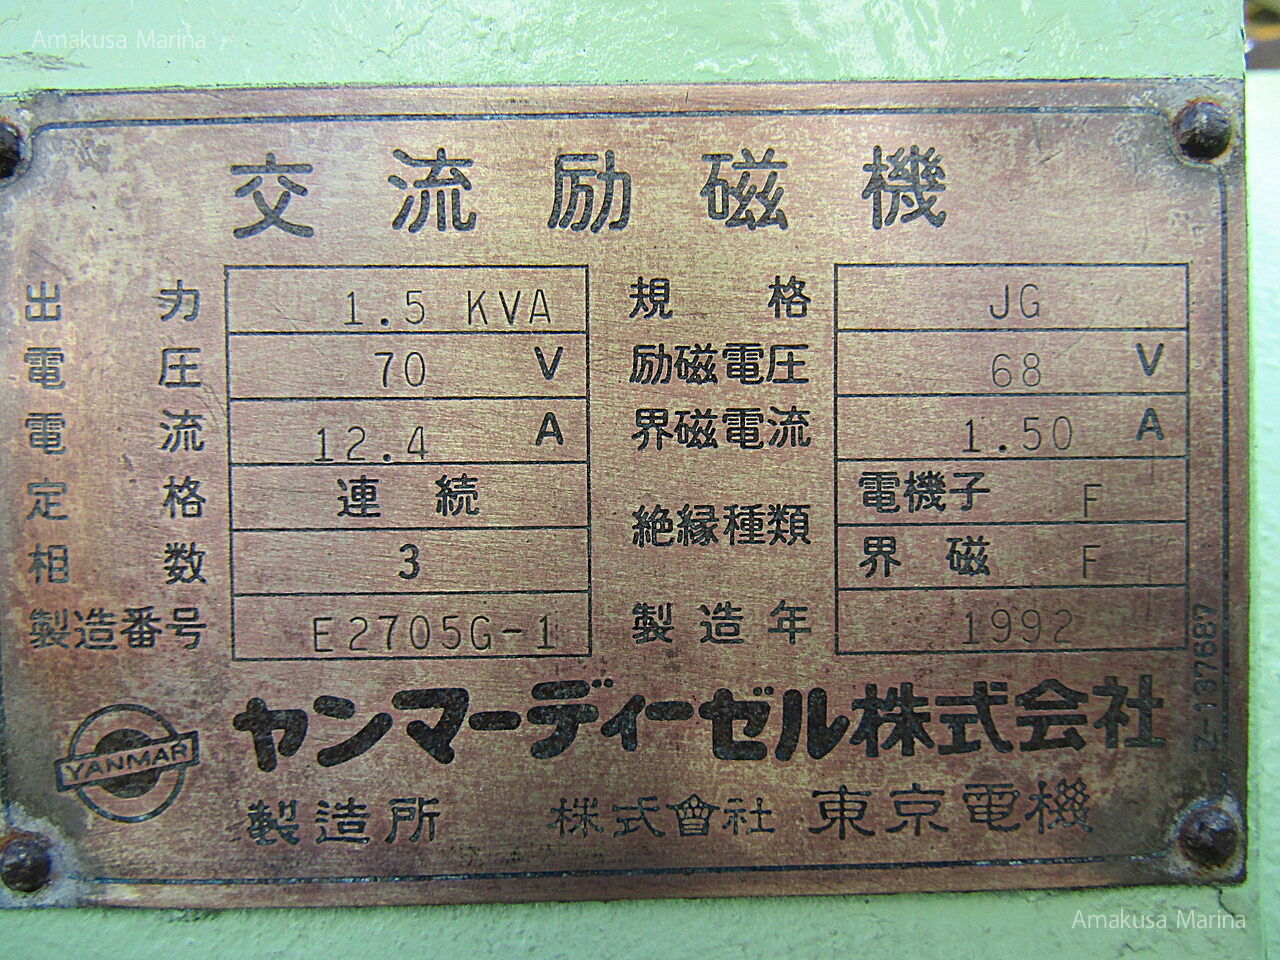 Amakusa Marina
交流励磁機
出力 1.5 KVA 規格 JG
電圧 70 V 励磁電圧 68 V
電流 12.4 A 界磁電流 1.50 A
定格 連続 絶縁種類 電機子 F
相数 3 界磁 F
製造番号 E2705G-1 製造年 1992
7-137687
YANMAR ヤンマーディーゼル株式会社
製造所 株式會社 東京電機
Amakusa Marina